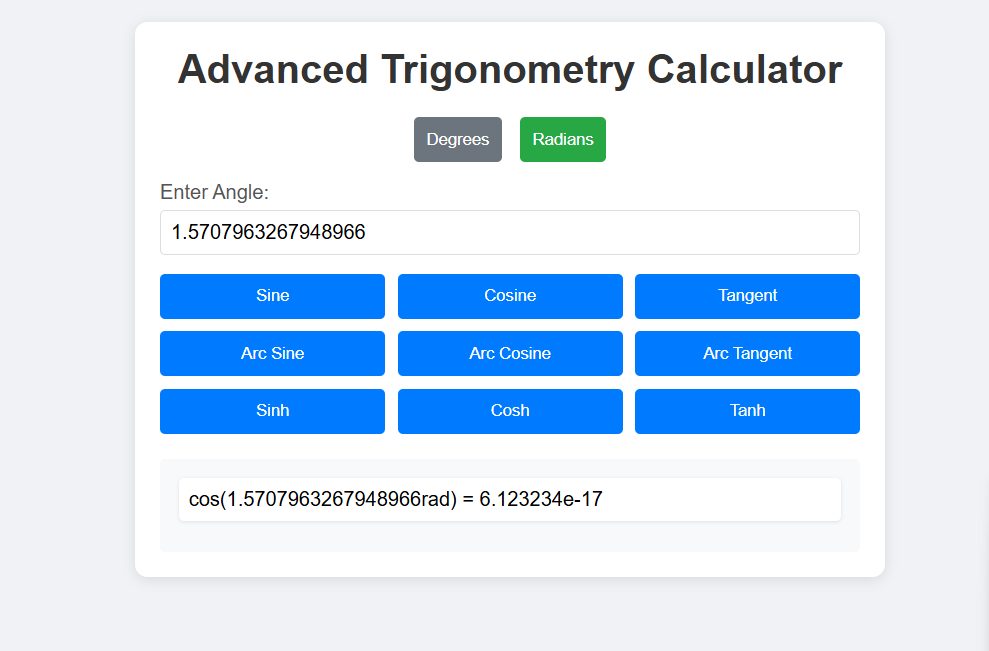 Advanced Trigonometry Calculator
Degrees Radians
Enter Angle:
1.5707963267948966
Sine Cosine Tangent
Arc Sine Arc Cosine Arc Tangent
Sinh Cosh Tanh
cos(1.5707963267948966rad) = 6.123234e-17